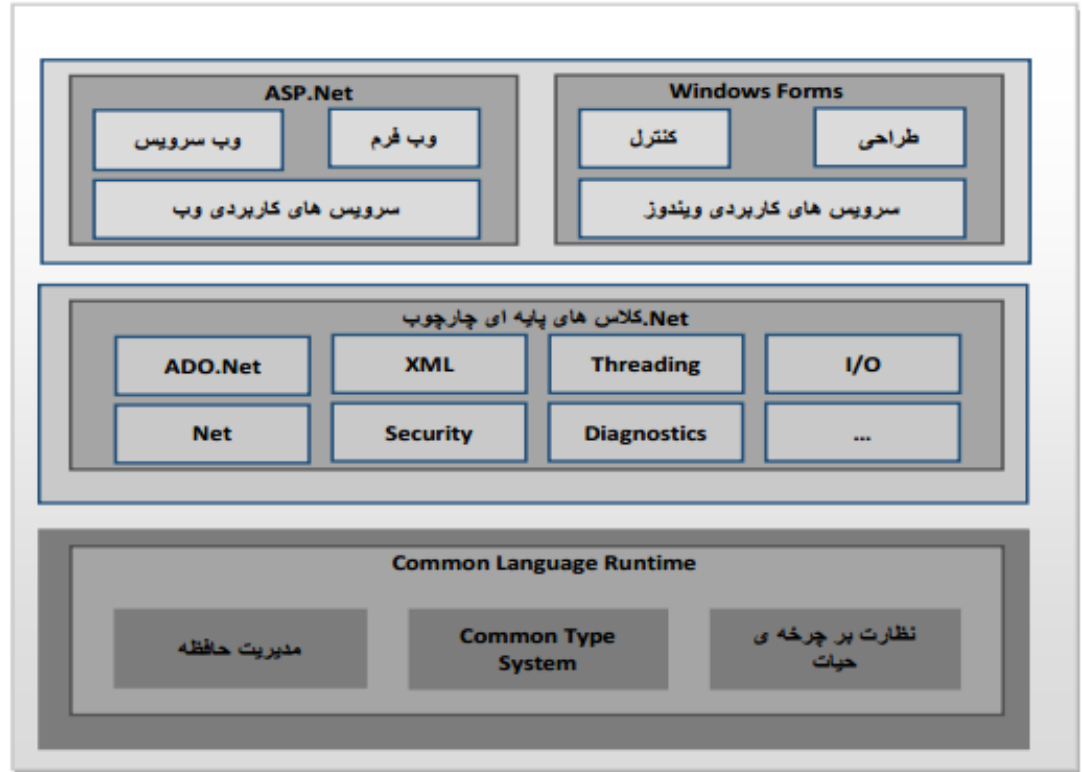 ASP.Net
وب سرویس
وب فرم
سرویس های کاربردی وب
Windows Forms
کنترل
طراحی
سرویس های کاربردی ویندوز
کلاس های پایه ای چارچوب.Net
ADO.Net
XML
Threading
I/O
Net
Security
Diagnostics
...
Common Language Runtime
مدیریت حافظه
Common Type
System
نظارت بر چرخه ی
حیات